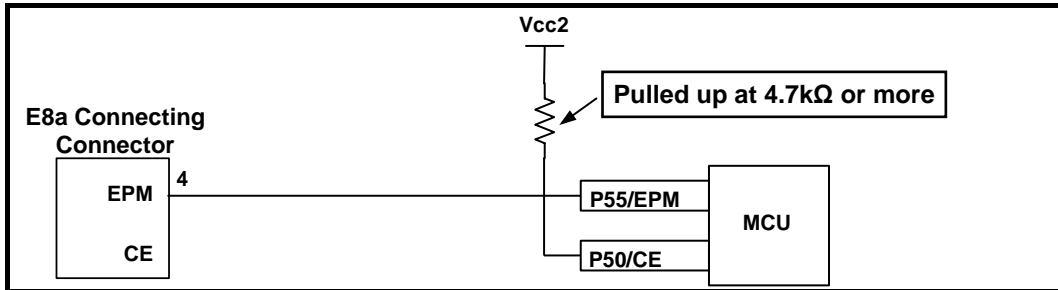 Vcc2
Pulled up at 4.7kΩ or more
E8a Connecting
Connector
EPM
4
P55/EPM
MCU
CE
P50/CE